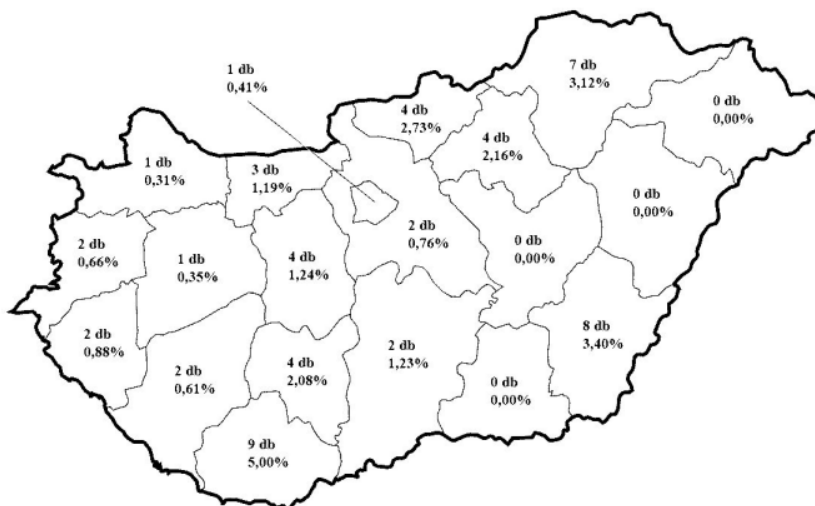 1 db
0,41%
7 db
3,12%
0 db
0,00%
4 db
2,73%
4 db
2,16%
1 db
0,31%
3 db
1,19%
0 db
0,00%
2 db
0,76%
2 db
0,66%
1 db
0,35%
4 db
1,24%
0 db
0,00%
2 db
0,88%
2 db
0,61%
4 db
2,08%
2 db
1,23%
8 db
3,40%
0 db
0,00%
9 db
5,00%